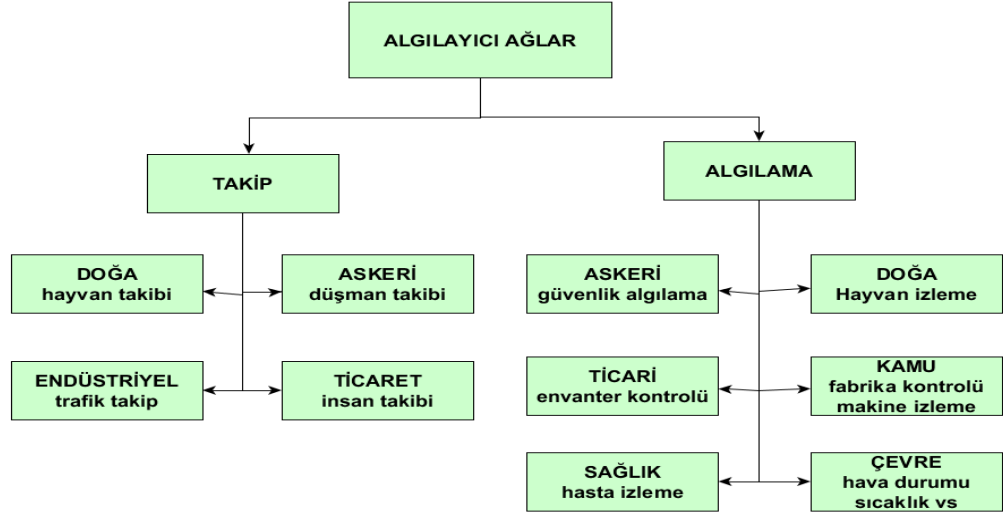 ALGILAYICI AĞLAR
TAKİP
ALGILAMA
DOĞA
hayvan takibi
ASKERİ
düşman takibi
ENDÜSTRİYEL
trafik takip
TİCARET
insan takibi
ASKERİ
güvenlik algılama
DOĞA
Hayvan izleme
TİCARİ
envanter kontrolü
KAMU
fabrika kontrolü
makine izleme
SAĞLIK
hasta izleme
ÇEVRE
hava durumu
sıcaklık vs